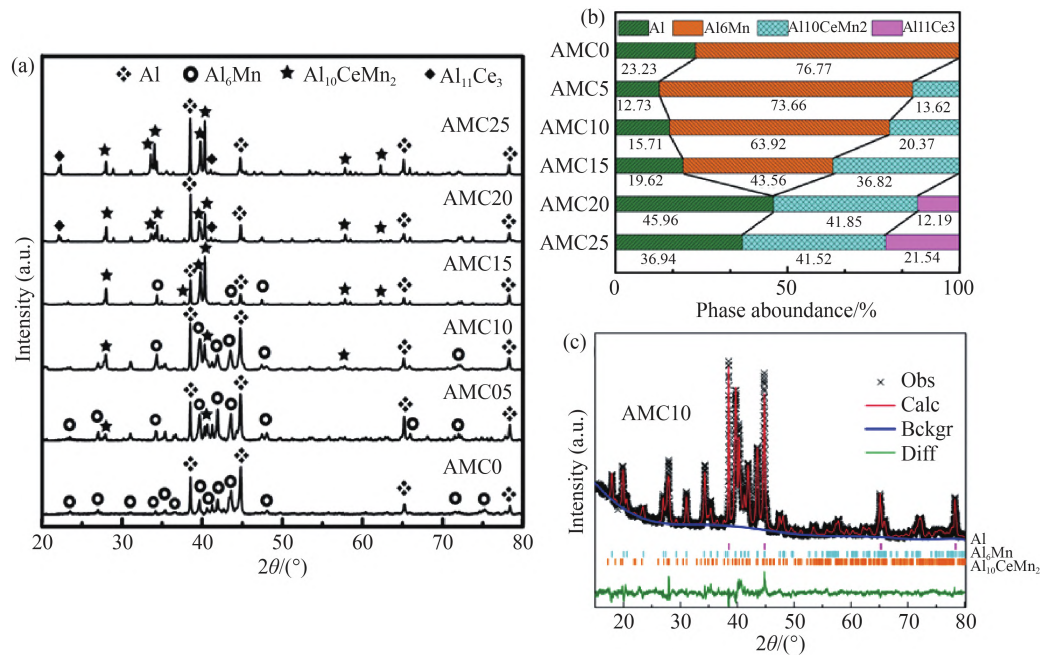 (a)
Al
Al₆Mn
Al₁₀CeMn₂
Al₁₁Ce₃
AMC25
AMC20
AMC15
AMC10
AMC05
AMC0
Intensity (a.u.)
20 30 40 50 60 70 80
2θ/(°)
(b)
Al Al6Mn Al10CeMn2 Al11Ce3
AMC0
23.23 76.77
AMC5
12.73 73.66 13.62
AMC10
15.71 63.92 20.37
AMC15
19.62 43.56 36.82
AMC20
45.96 41.85 12.19
AMC25
36.94 41.52 21.54
0 50 100
Phase aboundance/%
(c)
AMC10
Obs
Calc
Bckgr
Diff
Intensity (a.u.)
Al
Al₆Mn
Al₁₀CeMn₂
20 30 40 50 60 70 80
2θ/(°)